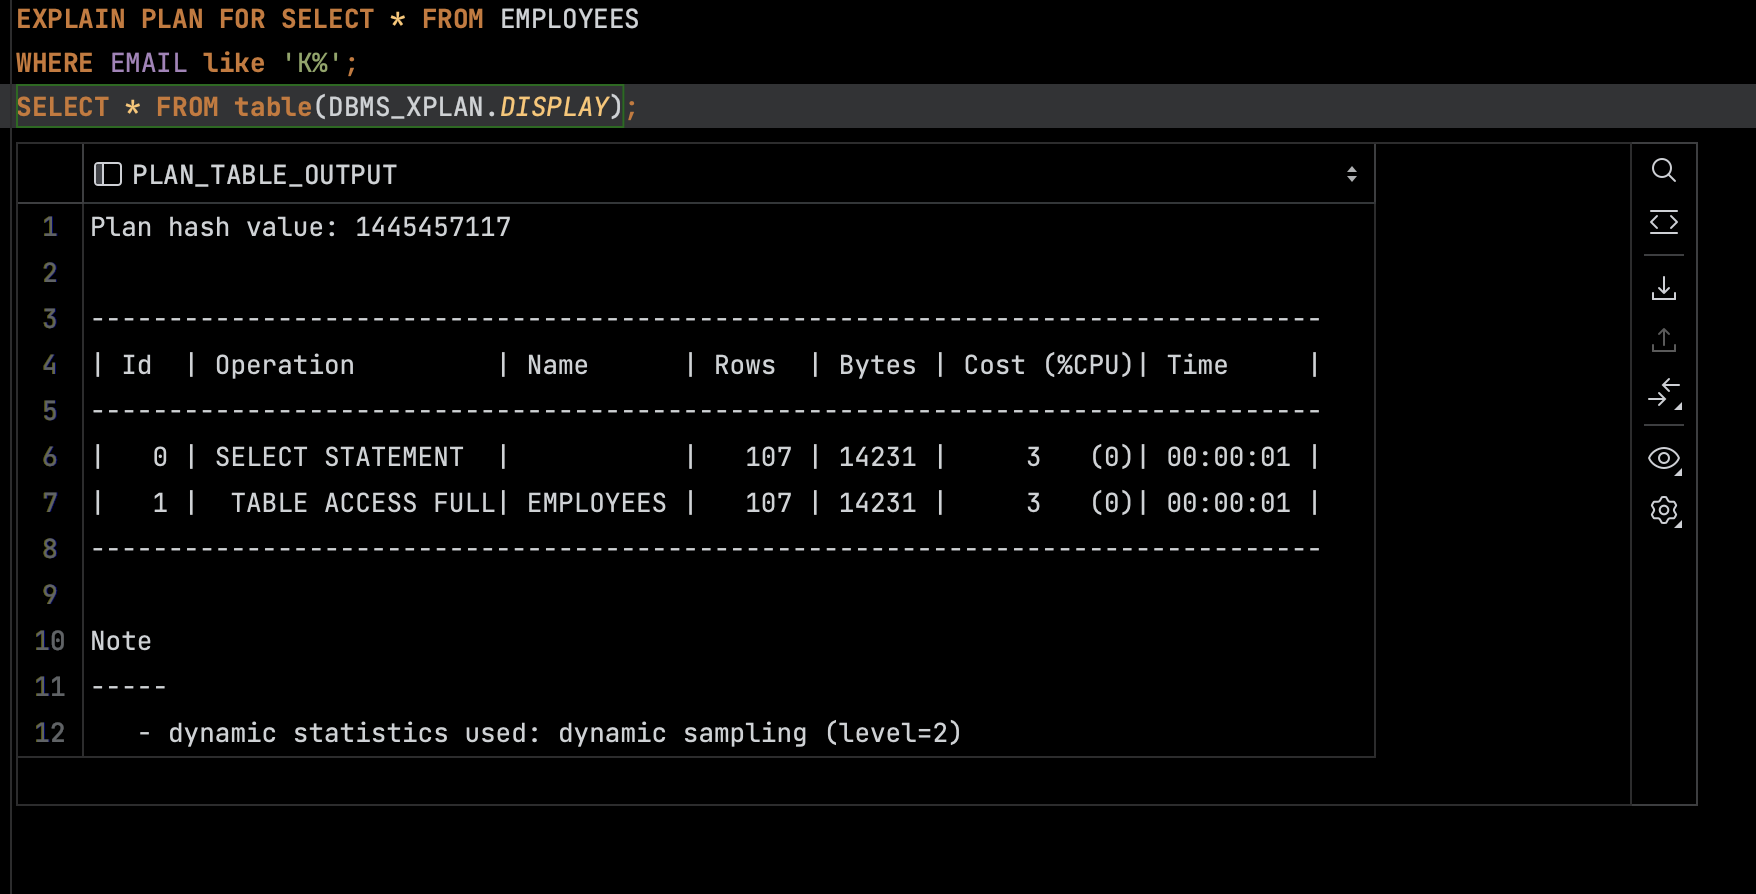 EXPLAIN PLAN FOR SELECT * FROM EMPLOYEES
WHERE EMAIL like 'K%';
SELECT * FROM table(DBMS_XPLAN.DISPLAY);
PLAN_TABLE_OUTPUT
1 Plan hash value: 1445457117
2
3 -------------------------------------------------------------------------------
4 | Id  | Operation         | Name      | Rows  | Bytes | Cost (%CPU)| Time     |
5 -------------------------------------------------------------------------------
6 |   0 | SELECT STATEMENT  |           |   107 | 14231 |     3   (0)| 00:00:01 |
7 |   1 |  TABLE ACCESS FULL| EMPLOYEES |   107 | 14231 |     3   (0)| 00:00:01 |
8 -------------------------------------------------------------------------------
9
10 Note
11 -----
12    - dynamic statistics used: dynamic sampling (level=2)